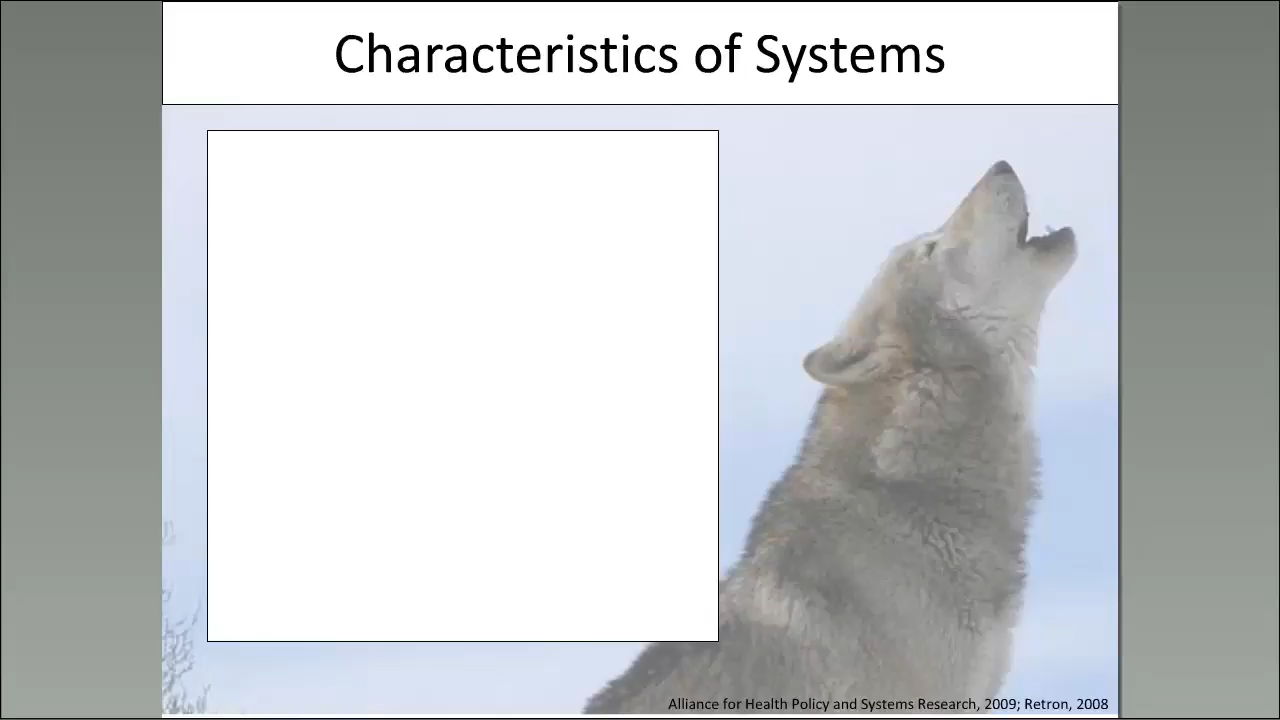 Characteristics of Systems
Alliance for Health Policy and Systems Research, 2009; Retron, 2008